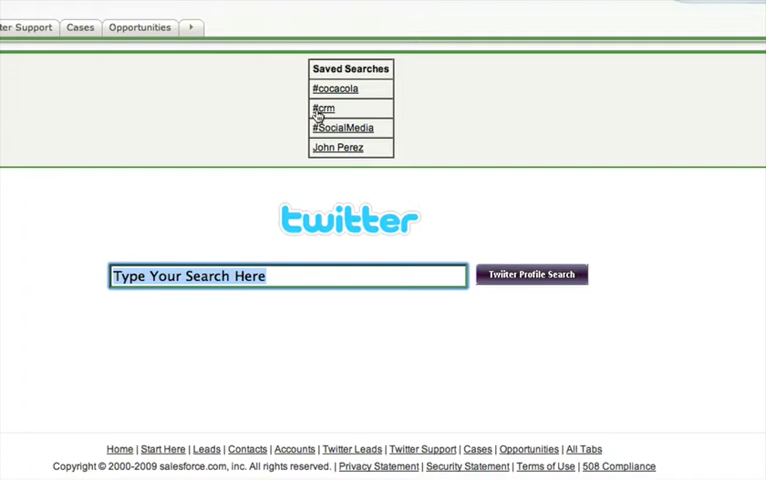 ter Support Cases Opportunities
Saved Searches
#cocacola
#crm
#SocialMedia
John Perez
twitter
Type Your Search Here Twiiter Profile Search
Home | Start Here | Leads | Contacts | Accounts | Twitter Leads | Twitter Support | Cases | Opportunities | All Tabs
Copyright © 2000-2009 salesforce.com, inc. All rights reserved. | Privacy Statement | Security Statement | Terms of Use | 508 Compliance